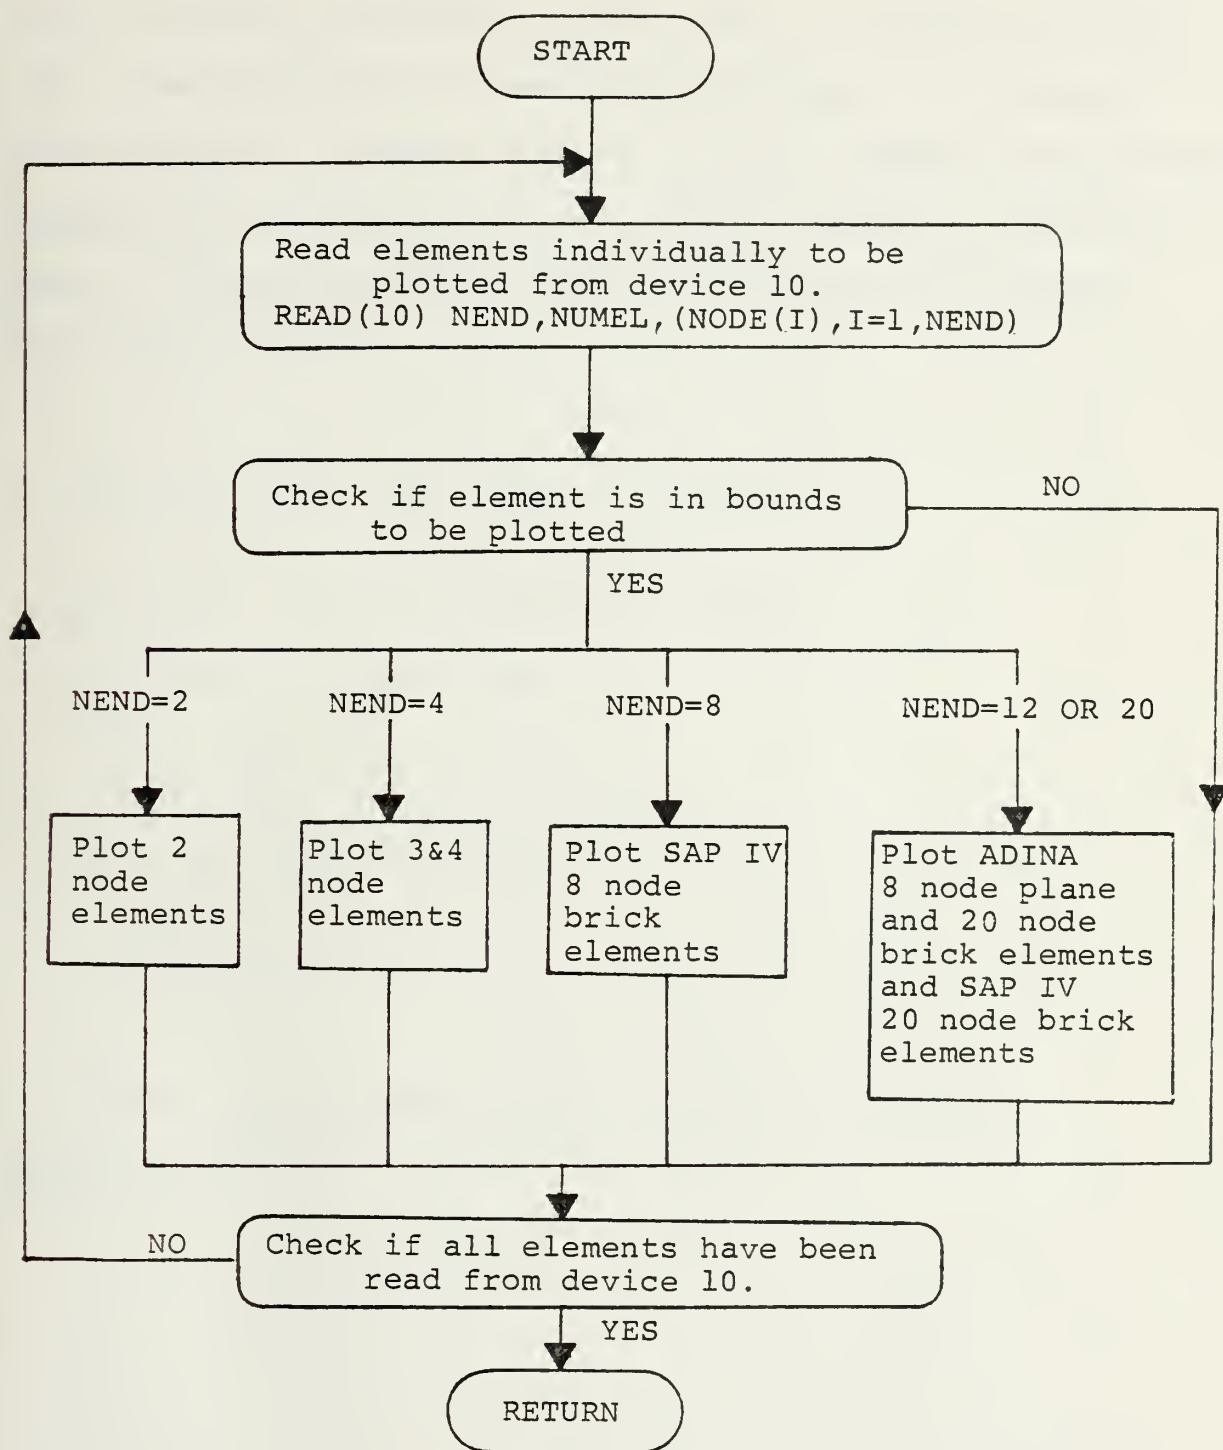 START
Read elements individually to be
plotted from device 10.
READ(10) NEND,NUMEL,(NODE(I),I=1,NEND)
Check if element is in bounds
to be plotted
NO
YES
NEND=2
NEND=4
NEND=8
NEND=12 OR 20
Plot 2
node
elements
Plot 3&4
node
elements
Plot SAP IV
8 node
brick
elements
Plot ADINA
8 node plane
and 20 node
brick elements
and SAP IV
20 node brick
elements
NO
Check if all elements have been
read from device 10.
YES
RETURN